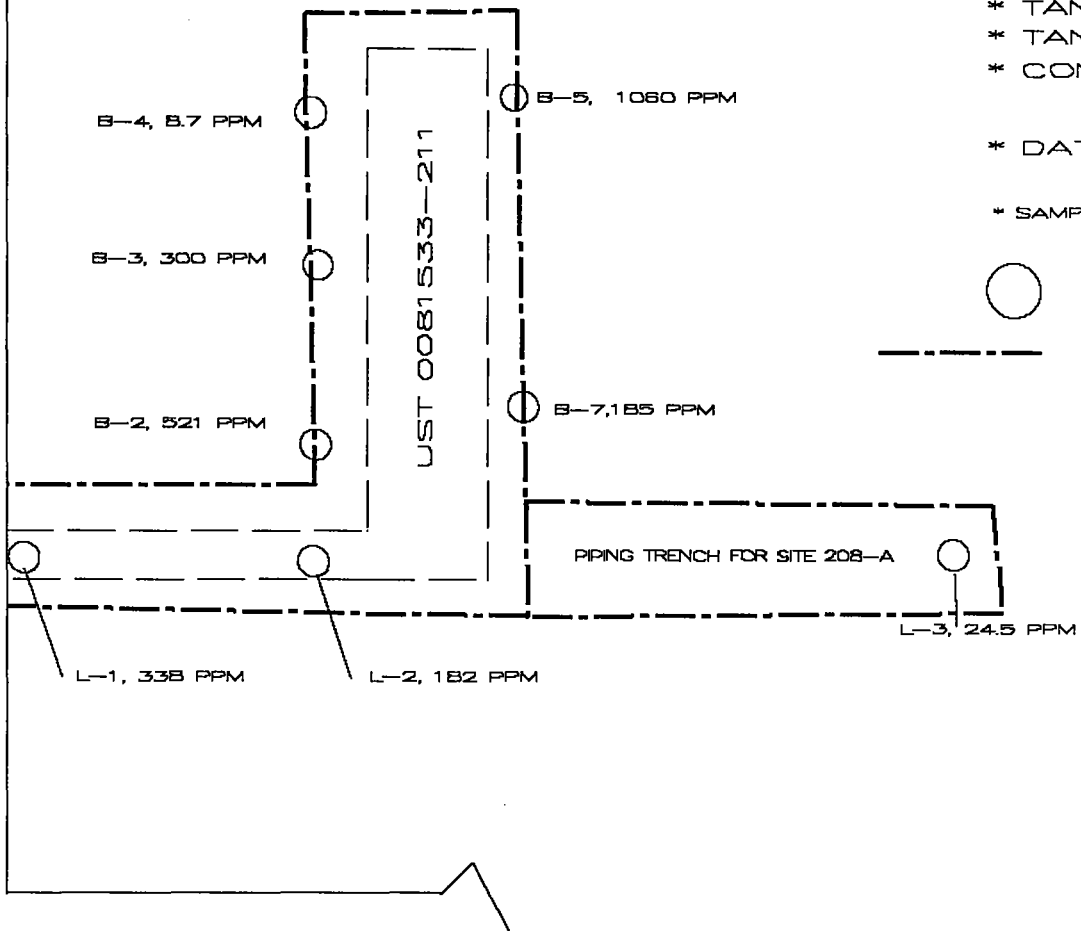 * TAN
* TAN
* CON
B-5, 1060 PPM
B-4, 8.7 PPM
* DAT
* SAMP
UST 0081533-211
B-3, 300 PPM
B-2, 521 PPM
B-7,185 PPM
PIPING TRENCH FOR SITE 208-A
L-3, 24.5 PPM
L-1, 338 PPM
L-2, 182 PPM